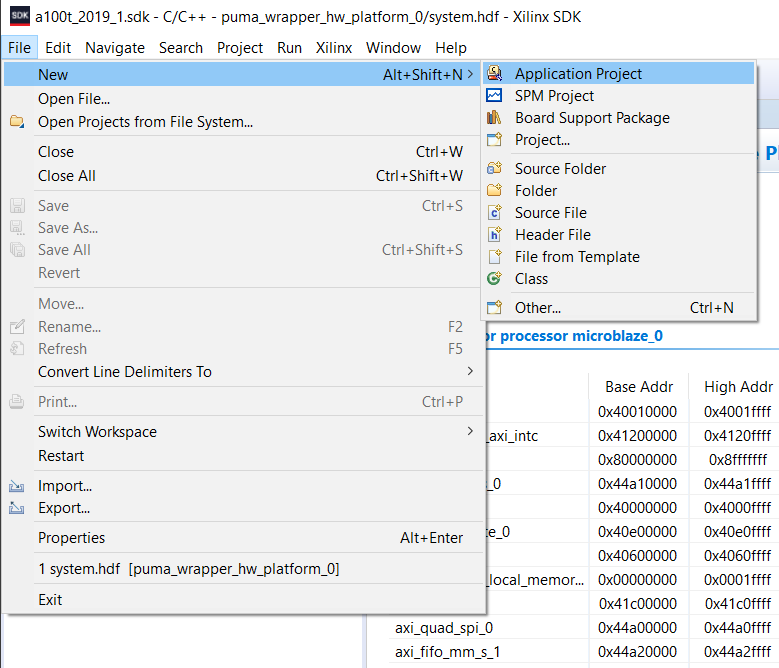 SDK a100t_2019_1.sdk - C/C++ - puma_wrapper_hw_platform_0/system.hdf - Xilinx SDK
File Edit Navigate Search Project Run Xilinx Window Help
New Alt+Shift+N >
Open File...
Open Projects from File System...
Close Ctrl+W
Close All Ctrl+Shift+W
Save Ctrl+S
Save As...
Save All Ctrl+Shift+S
Revert
Move...
Rename... F2
Refresh F5
Convert Line Delimiters To >
Print... Ctrl+P
Switch Workspace >
Restart
Import...
Export...
Properties Alt+Enter
1 system.hdf [puma_wrapper_hw_platform_0]
Exit
Application Project
SPM Project
Board Support Package
Project...
Source Folder
Folder
Source File
Header File
File from Template
Class
Other... Ctrl+N
or processor microblaze_0
Base Addr High Addr
0x40010000 0x4001ffff
_axi_intc 0x41200000 0x4120ffff
0x80000000 0x8fffffff
s_0 0x44a10000 0x44a1ffff
0x40000000 0x4000ffff
te_0 0x40e00000 0x40e0ffff
0x40600000 0x4060ffff
_local_memor... 0x00000000 0x0001ffff
0x41c00000 0x41c0ffff
axi_quad_spi_0 0x44a00000 0x44a0ffff
axi_fifo_mm_s_1 0x44a20000 0x44a2ffff